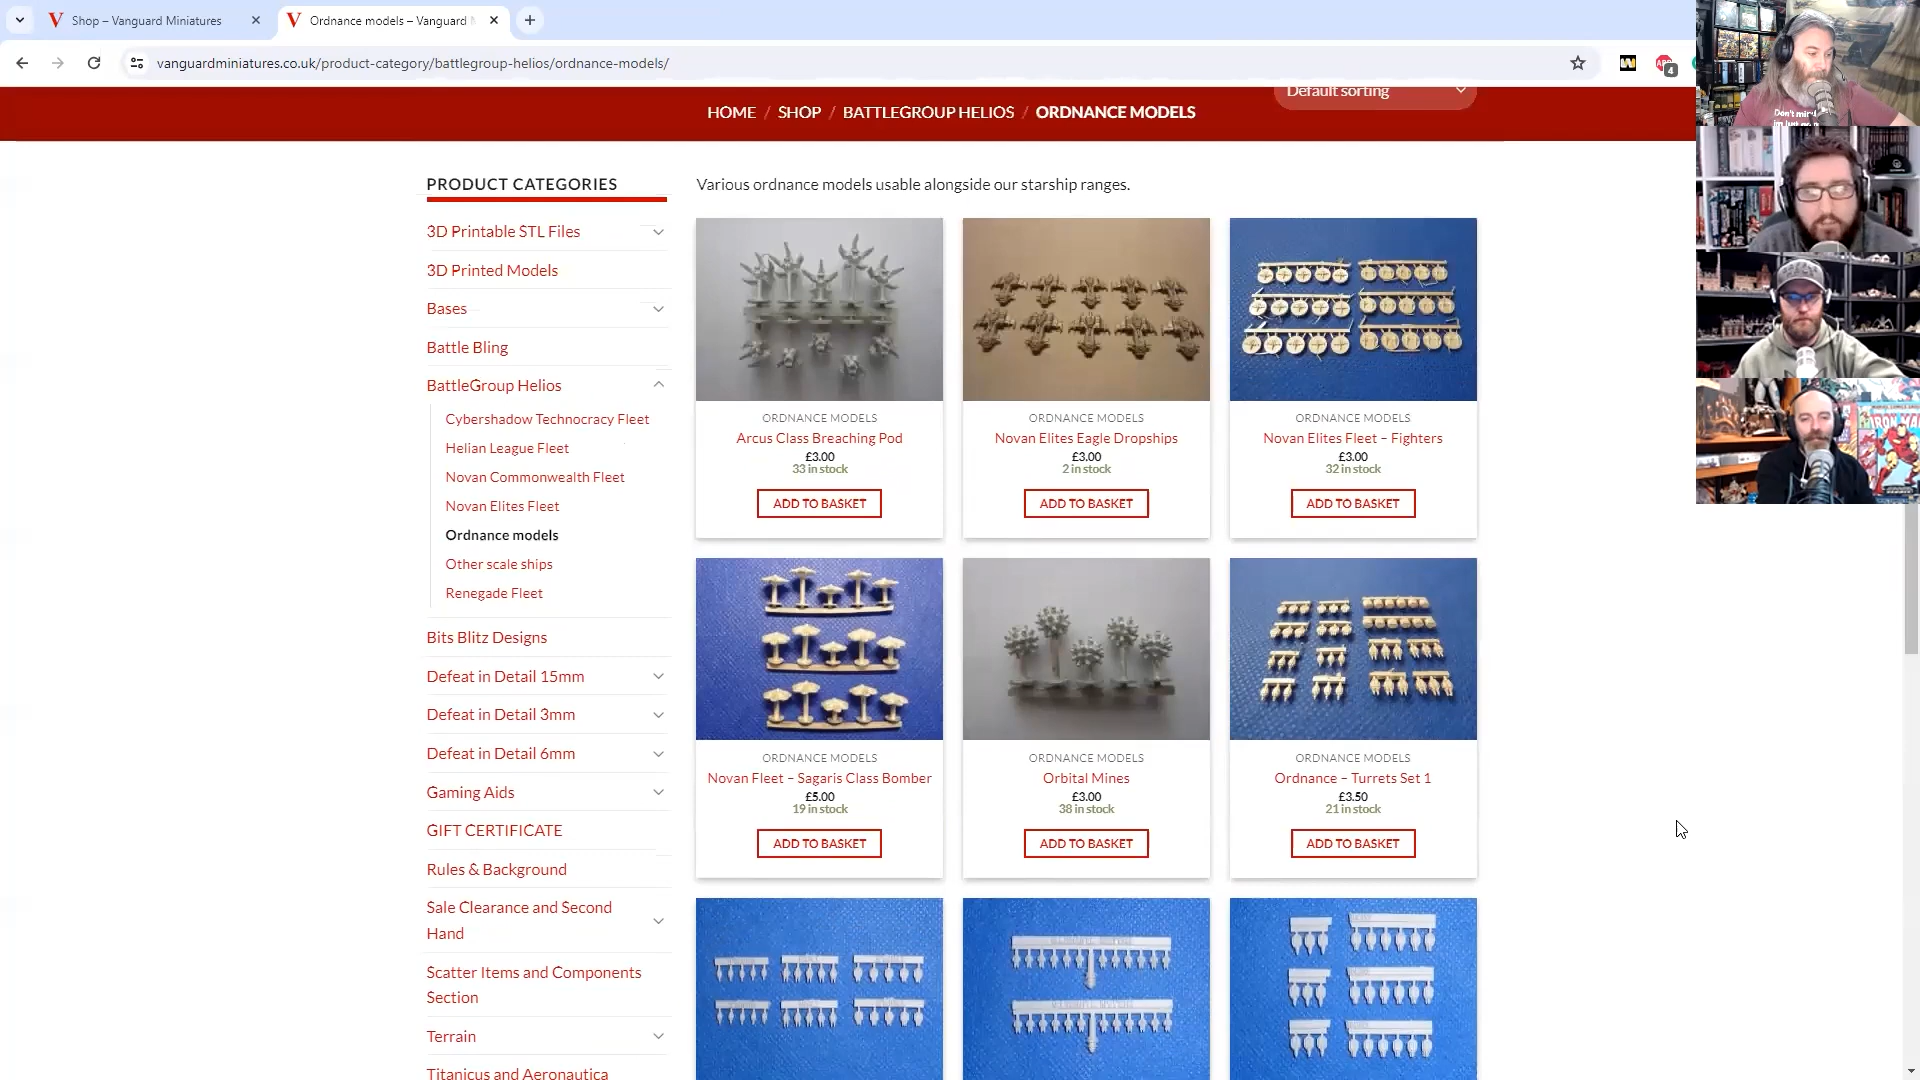 Shop – Vanguard Miniatures
Ordnance models – Vanguard
vanguardminiatures.co.uk/product-category/battlegroup-helios/ordnance-models/
4
HOME / SHOP / BATTLEGROUP HELIOS / ORDNANCE MODELS
Default sorting
PRODUCT CATEGORIES
3D Printable STL Files
3D Printed Models
Bases
Battle Bling
BattleGroup Helios
Cybershadow Technocracy Fleet
Helian League Fleet
Novan Commonwealth Fleet
Novan Elites Fleet
Ordnance models
Other scale ships
Renegade Fleet
Bits Blitz Designs
Defeat in Detail 15mm
Defeat in Detail 3mm
Defeat in Detail 6mm
Gaming Aids
GIFT CERTIFICATE
Rules & Background
Sale Clearance and Second
Hand
Scatter Items and Components
Section
Terrain
Titanicus and Aeronautica
Various ordnance models usable alongside our starship ranges.
ORDNANCE MODELS
Arcus Class Breaching Pod
£3.00
33 in stock
ADD TO BASKET
ORDNANCE MODELS
Novan Elites Eagle Dropships
£3.00
2 in stock
ADD TO BASKET
ORDNANCE MODELS
Novan Elites Fleet – Fighters
£3.00
32 in stock
ADD TO BASKET
ORDNANCE MODELS
Novan Fleet – Sagaris Class Bomber
£5.00
19 in stock
ADD TO BASKET
ORDNANCE MODELS
Orbital Mines
£3.00
38 in stock
ADD TO BASKET
ORDNANCE MODELS
Ordnance – Turrets Set 1
£3.50
21 in stock
ADD TO BASKET
Don't mind
IRON MAN